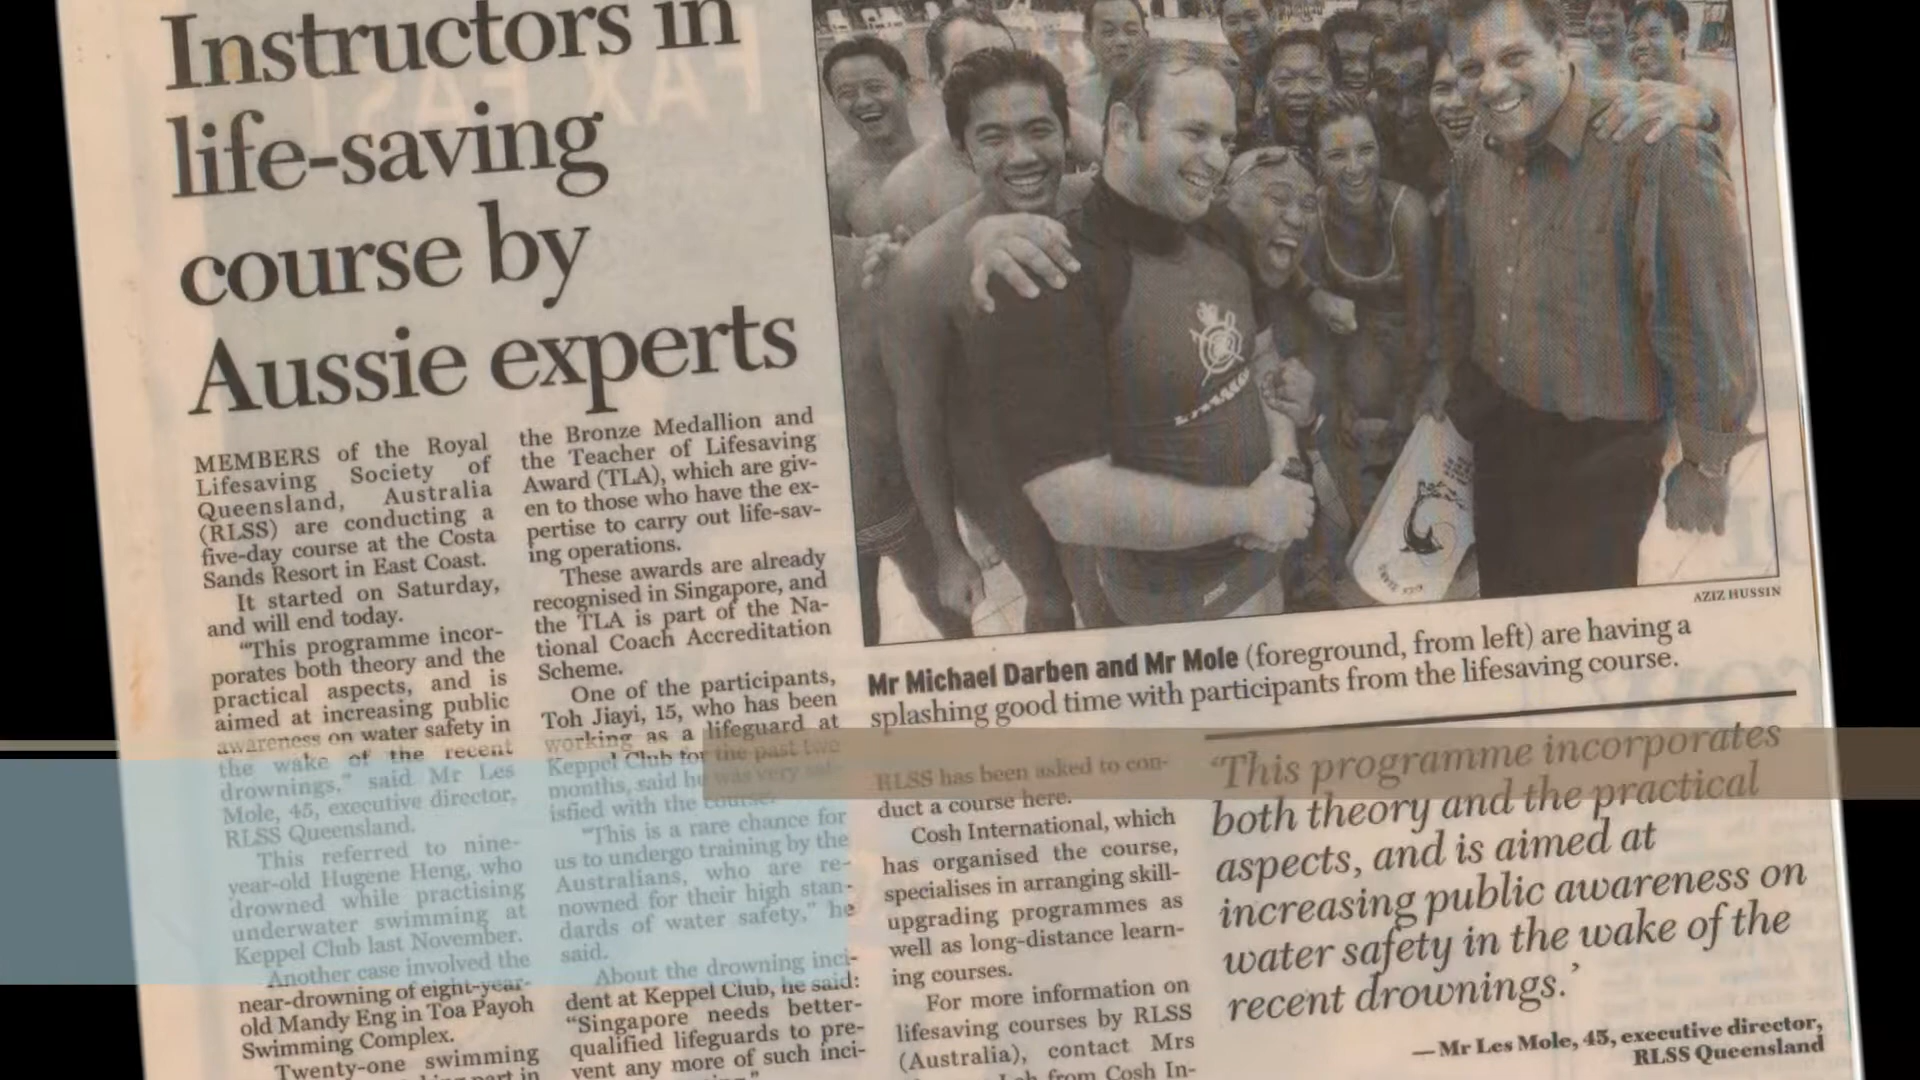 Instructors in
life-saving
course by
Aussie experts
MEMBERS of the Royal
Lifesaving Society of
Queensland, Australia
(RLSS) are conducting a
five-day course at the Costa
Sands Resort in East Coast.
It started on Saturday,
and will end today.
“This programme incor-
porates both theory and the
practical aspects, and is
aimed at increasing public
awareness on water safety in
the wake of the recent
drownings,” said Mr Les
Mole, 45, executive director,
RLSS Queensland.
This referred to nine-
year-old Hugene Heng, who
drowned while practising
underwater swimming at
Keppel Club last November.
Another case involved the
near-drowning of eight-year-
old Mandy Eng in Toa Payoh
Swimming Complex.
Twenty-one swimming
part in
the Bronze Medallion and
the Teacher of Lifesaving
Award (TLA), which are giv-
en to those who have the ex-
pertise to carry out life-sav-
ing operations.
These awards are already
recognised in Singapore, and
the TLA is part of the Na-
tional Coach Accreditation
Scheme.
One of the participants,
Toh Jiayi, 15, who has been
working as a lifeguard at
Keppel Club for the past two
months, said he was very sat-
isfied with the course.
“This is a rare chance for
us to undergo training by the
Australians, who are re-
nowned for their high stan-
dards of water safety,” he
said.
About the drowning inci-
dent at Keppel Club, he said:
“Singapore needs better-
qualified lifeguards to pre-
vent any more of such inci-
AZIZ HUSSIN
Mr Michael Darben and Mr Mole (foreground, from left) are having a
splashing good time with participants from the lifesaving course.
RLSS has been asked to con-
duct a course here.
Cosh International, which
has organised the course,
specialises in arranging skill-
upgrading programmes as
well as long-distance learn-
ing courses.
For more information on
lifesaving courses by RLSS
(Australia), contact Mrs
from Cosh In-
‘This programme incorporates
both theory and the practical
aspects, and is aimed at
increasing public awareness on
water safety in the wake of the
recent drownings.’
— Mr Les Mole, 45, executive director,
RLSS Queensland